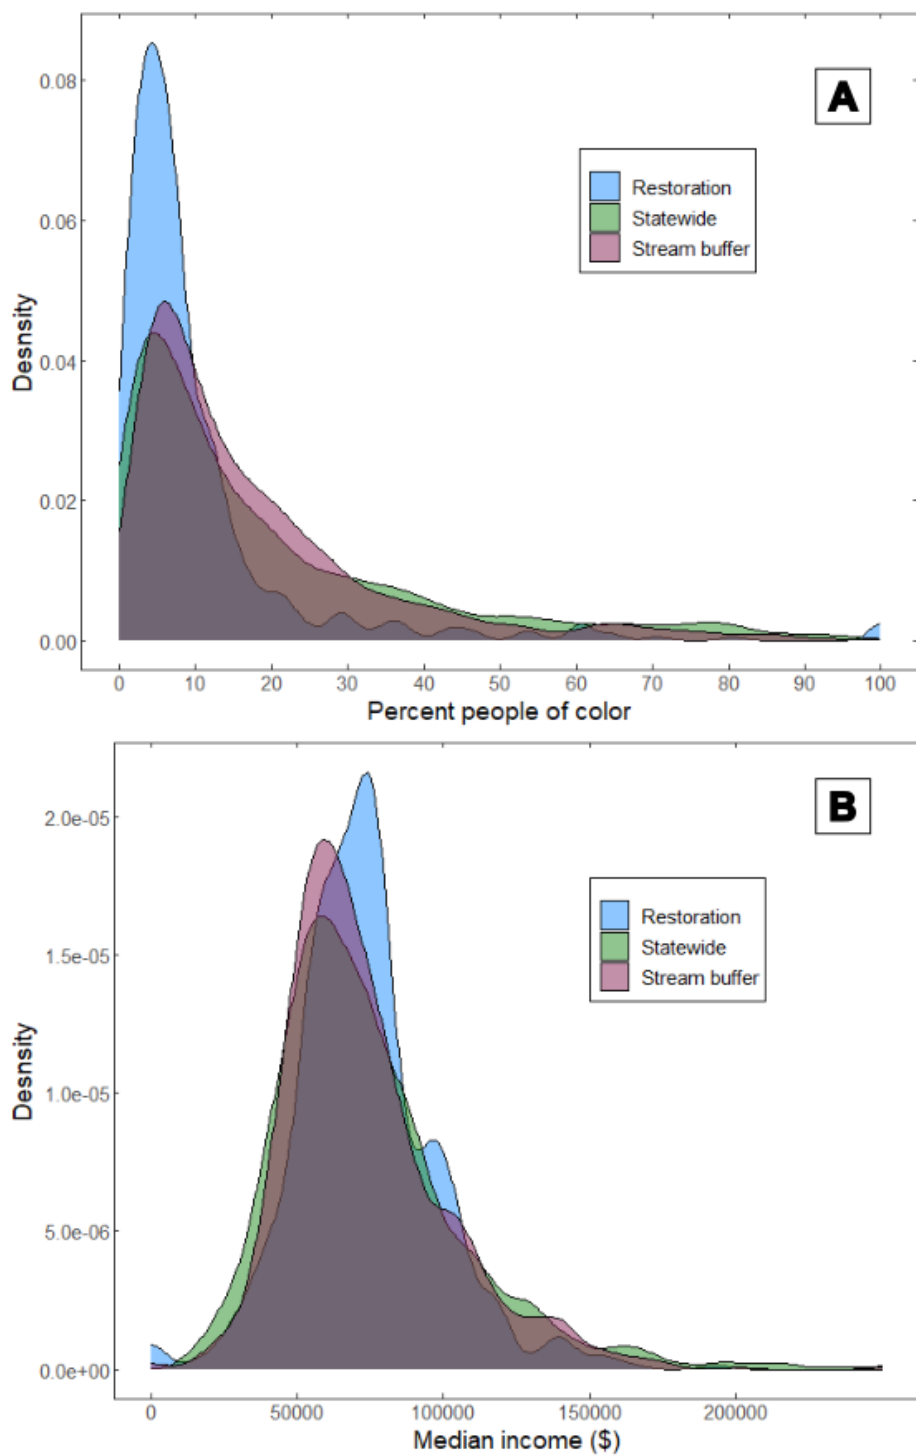 A
Restoration
Statewide
Stream buffer
Desnsity
0.08
0.06
0.04
0.02
0.00
0 10 20 30 40 50 60 70 80 90 100
Percent people of color
B
Restoration
Statewide
Stream buffer
Desnsity
2.0e-05
1.5e-05
1.0e-05
5.0e-06
0.0e+00
0 50000 100000 150000 200000
Median income ($)